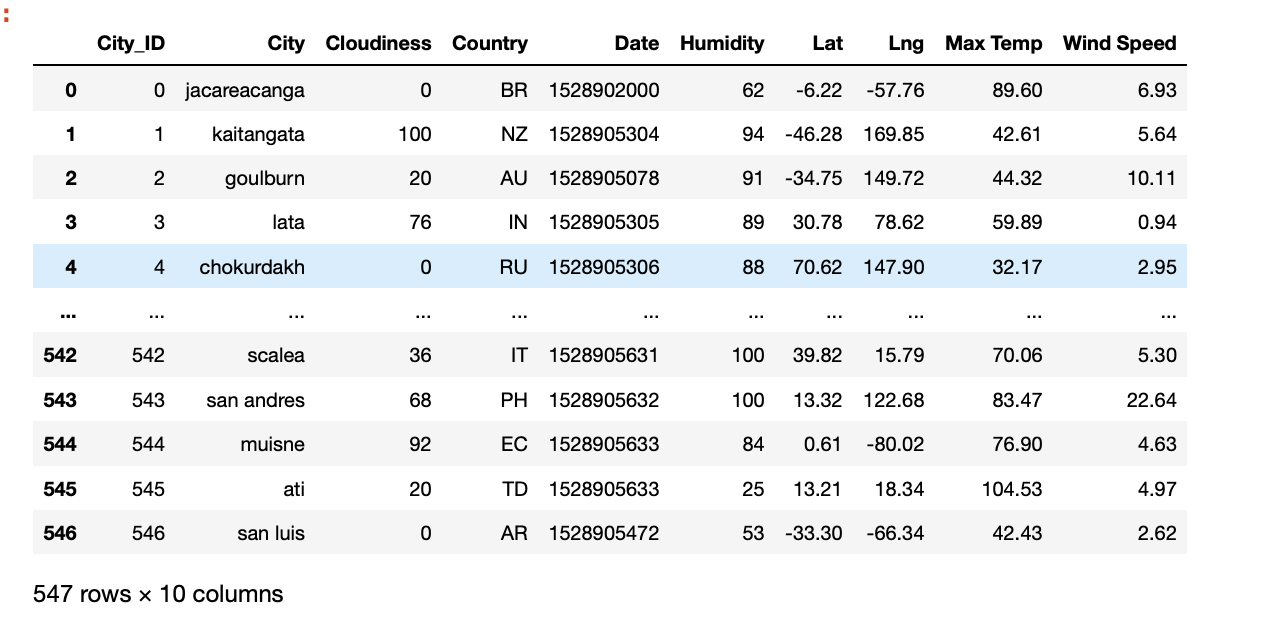 :
City_ID City Cloudiness Country Date Humidity Lat Lng Max Temp Wind Speed
0 0 jacareacanga 0 BR 1528902000 62 -6.22 -57.76 89.60 6.93
1 1 kaitangata 100 NZ 1528905304 94 -46.28 169.85 42.61 5.64
2 2 goulburn 20 AU 1528905078 91 -34.75 149.72 44.32 10.11
3 3 lata 76 IN 1528905305 89 30.78 78.62 59.89 0.94
4 4 chokurdakh 0 RU 1528905306 88 70.62 147.90 32.17 2.95
... ... ... ... ... ... ... ... ... ... ...
542 542 scalea 36 IT 1528905631 100 39.82 15.79 70.06 5.30
543 543 san andres 68 PH 1528905632 100 13.32 122.68 83.47 22.64
544 544 muisne 92 EC 1528905633 84 0.61 -80.02 76.90 4.63
545 545 ati 20 TD 1528905633 25 13.21 18.34 104.53 4.97
546 546 san luis 0 AR 1528905472 53 -33.30 -66.34 42.43 2.62
547 rows × 10 columns